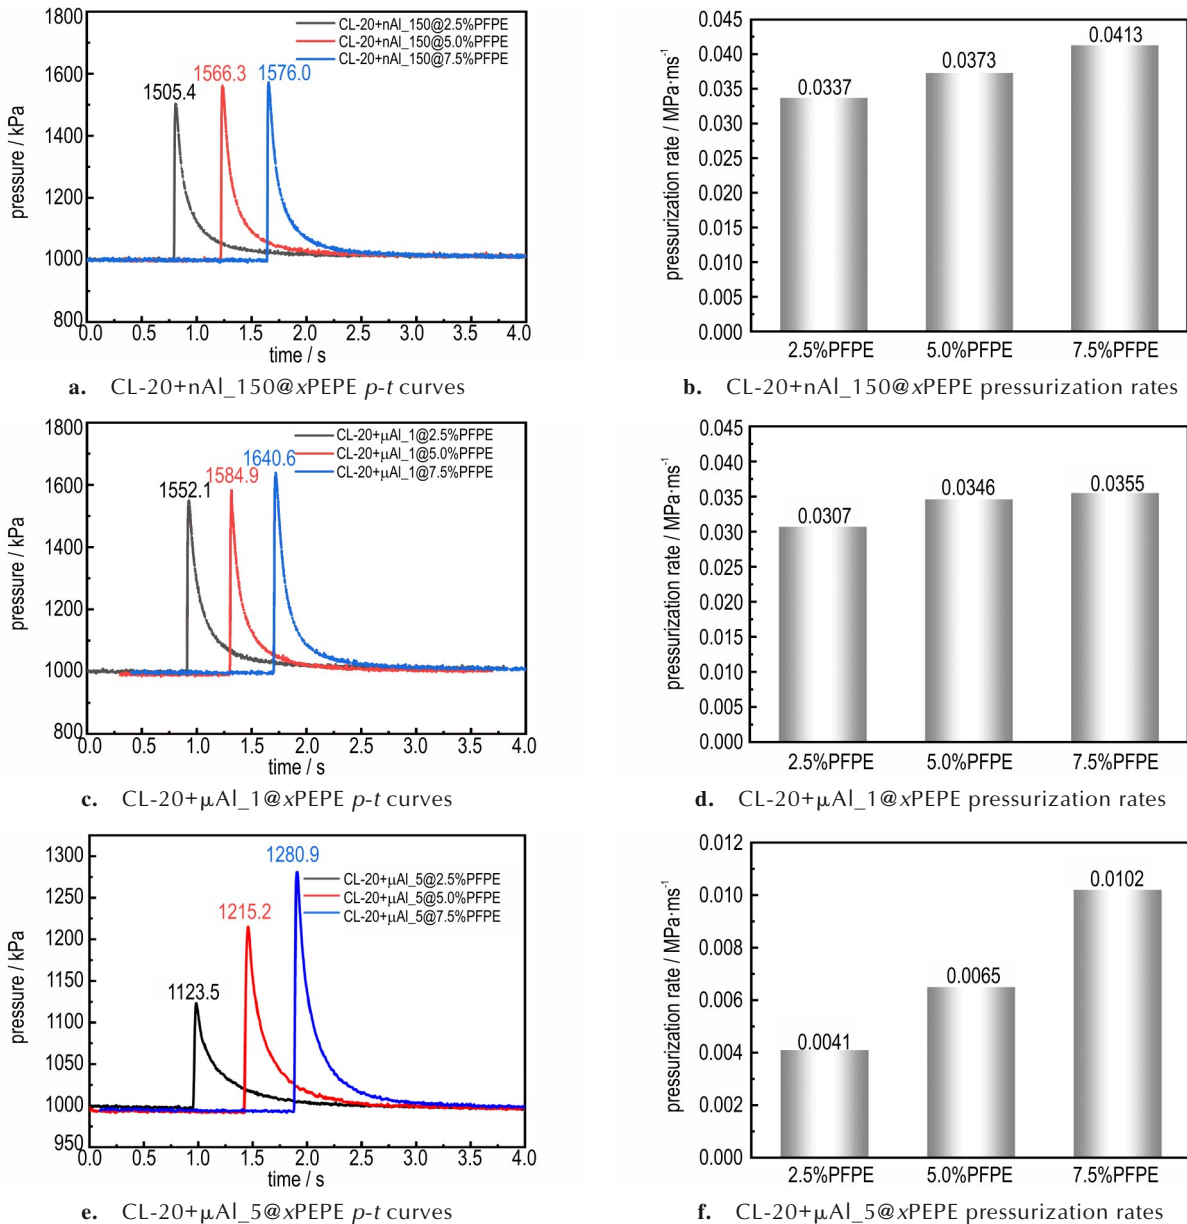 1800
1600
1400
1200
1000
800
pressure / kPa
CL-20+nAl_150@2.5%PFPE
CL-20+nAl_150@5.0%PFPE
CL-20+nAl_150@7.5%PFPE
1505.4
1566.3
1576.0
0.0 0.5 1.0 1.5 2.0 2.5 3.0 3.5 4.0
time / s
a. CL-20+nAl_150@xPEPE p-t curves
0.045
0.040
0.035
0.030
0.025
0.020
0.015
0.010
0.005
0.000
pressurization rate / MPa·ms⁻¹
0.0337
0.0373
0.0413
2.5%PFPE 5.0%PFPE 7.5%PFPE
b. CL-20+nAl_150@xPEPE pressurization rates
1800
1600
1400
1200
1000
800
pressure / kPa
CL-20+μAl_1@2.5%PFPE
CL-20+μAl_1@5.0%PFPE
CL-20+μAl_1@7.5%PFPE
1552.1
1584.9
1640.6
0.0 0.5 1.0 1.5 2.0 2.5 3.0 3.5 4.0
time / s
c. CL-20+μAl_1@xPEPE p-t curves
0.045
0.040
0.035
0.030
0.025
0.020
0.015
0.010
0.005
0.000
pressurization rate / MPa·ms⁻¹
0.0307
0.0346
0.0355
2.5%PFPE 5.0%PFPE 7.5%PFPE
d. CL-20+μAl_1@xPEPE pressurization rates
1300
1250
1200
1150
1100
1050
1000
950
pressure / kPa
CL-20+μAl_5@2.5%PFPE
CL-20+μAl_5@5.0%PFPE
CL-20+μAl_5@7.5%PFPE
1123.5
1215.2
1280.9
0.0 0.5 1.0 1.5 2.0 2.5 3.0 3.5 4.0
time / s
e. CL-20+μAl_5@xPEPE p-t curves
0.012
0.010
0.008
0.006
0.004
0.002
0.000
pressurization rate / MPa·ms⁻¹
0.0041
0.0065
0.0102
2.5%PFPE 5.0%PFPE 7.5%PFPE
f. CL-20+μAl_5@xPEPE pressurization rates